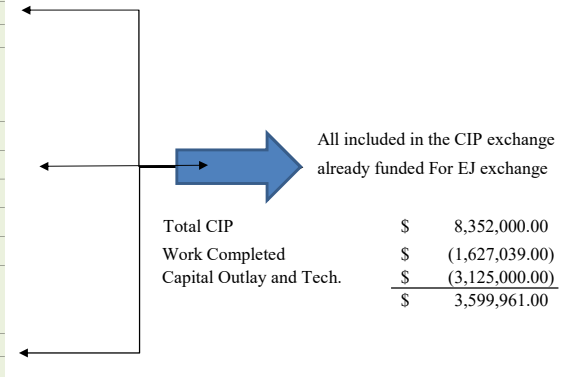 All included in the CIP exchange
already funded For EJ exchange
Total CIP $ 8,352,000.00
Work Completed $ (1,627,039.00)
Capital Outlay and Tech. $ (3,125,000.00)
$ 3,599,961.00